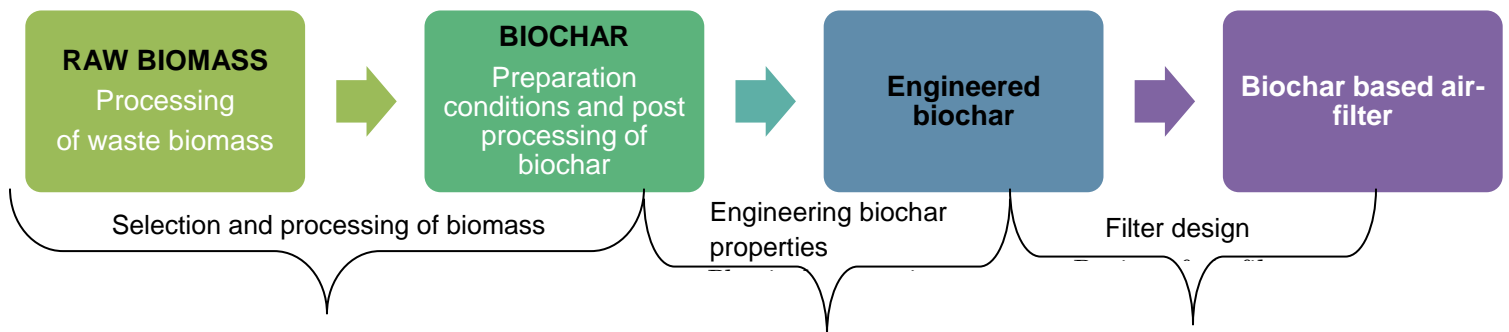 RAW BIOMASS
Processing
of waste biomass
BIOCHAR
Preparation
conditions and post
processing of
biochar
Engineered
biochar
Biochar based air-
filter
Selection and processing of biomass
Engineering biochar
properties
Filter design